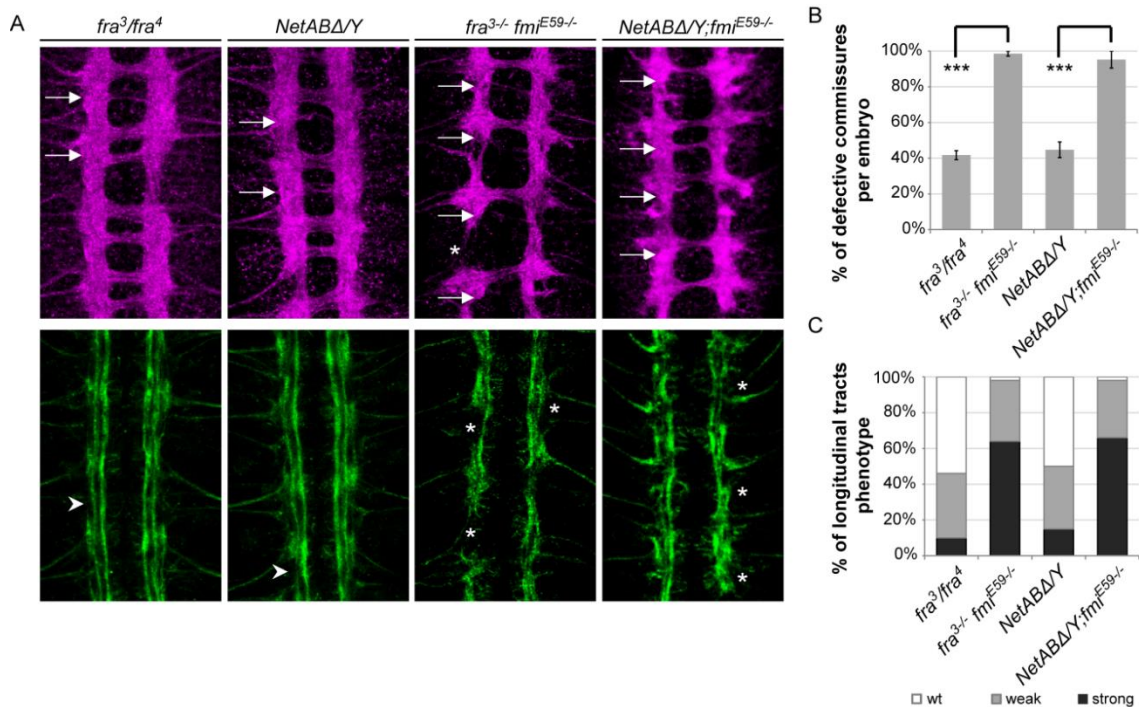 A
fra³/fra⁴
NetABΔ/Y
fra³⁻/⁻ fmiᴱ⁵⁹⁻/⁻
NetABΔ/Y;fmiᴱ⁵⁹⁻/⁻
*
*
*
*
*
*
*
B
% of defective commissures
per embryo
100%
80%
60%
40%
20%
0%
***
***
fra³/fra⁴
fra³⁻/⁻ fmiᴱ⁵⁹⁻/⁻
NetABΔ/Y
NetABΔ/Y;fmiᴱ⁵⁹⁻/⁻
C
% of longitudinal tracts
phenotype
100%
80%
60%
40%
20%
0%
fra³/fra⁴
fra³⁻/⁻ fmiᴱ⁵⁹⁻/⁻
NetABΔ/Y
NetABΔ/Y;fmiᴱ⁵⁹⁻/⁻
wt
weak
strong